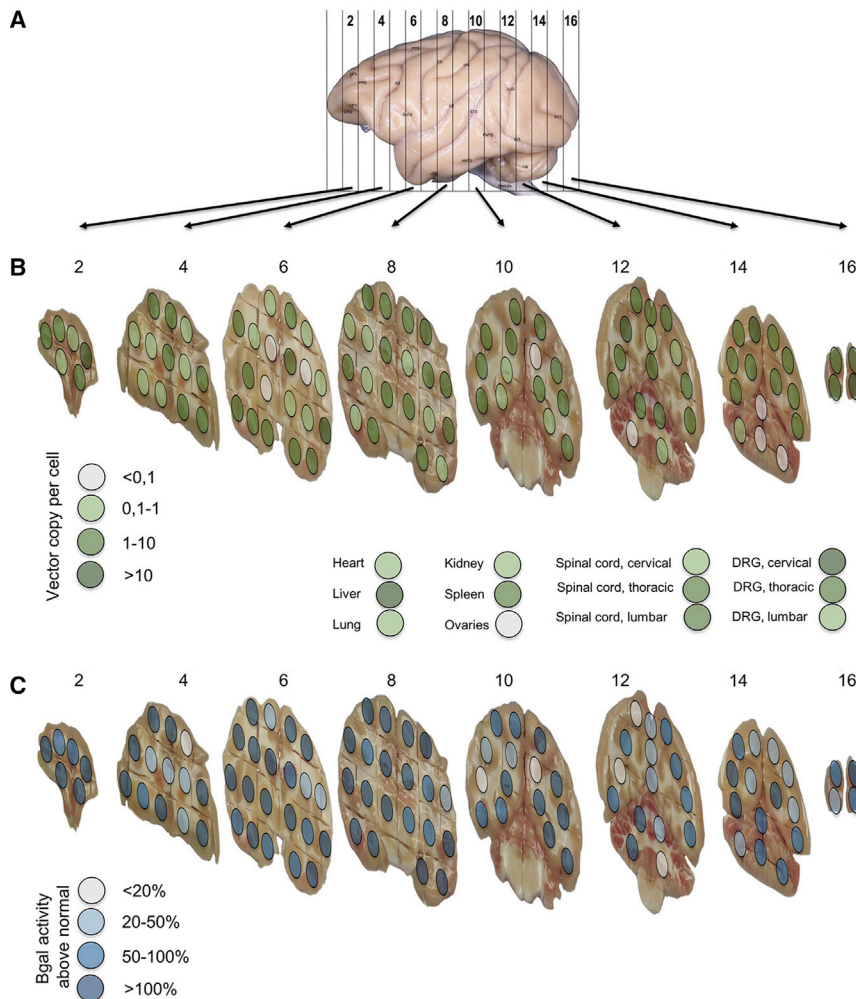 A
2 4 6 8 10 12 14 16
B
2 4 6 8 10 12 14 16
Vector copy per cell
<0,1
0,1-1
1-10
>10
Heart
Liver
Lung
Kidney
Spleen
Ovaries
Spinal cord, cervical
Spinal cord, thoracic
Spinal cord, lumbar
DRG, cervical
DRG, thoracic
DRG, lumbar
C
2 4 6 8 10 12 14 16
Bgal activity
above normal
<20%
20-50%
50-100%
>100%